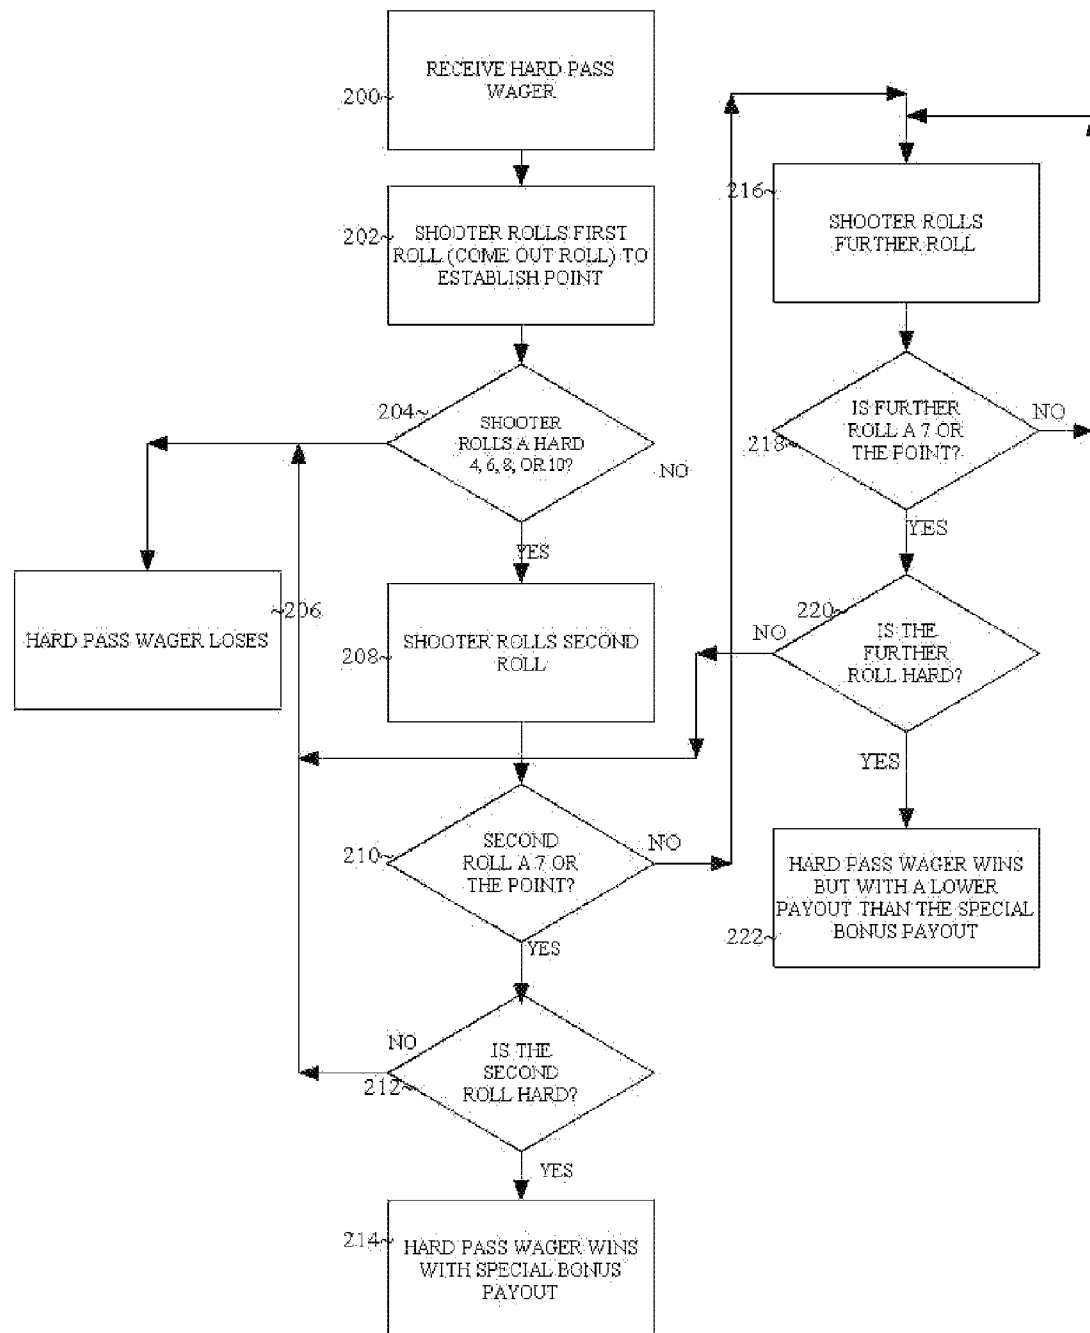 RECEIVE HARD PASS
WAGER
200~
SHOOTER ROLLS FIRST
ROLL (COME OUT ROLL) TO
ESTABLISH POINT
202~
204~
SHOOTER
ROLLS A HARD
4, 6, 8, OR 10?
NO
YES
HARD PASS WAGER LOSES
~206
SHOOTER ROLLS SECOND
ROLL
208~
210~
SECOND
ROLL A 7 OR
THE POINT?
NO
YES
NO
IS THE
SECOND
ROLL HARD?
212~
YES
214~
HARD PASS WAGER WINS
WITH SPECIAL BONUS
PAYOUT
216~
SHOOTER ROLLS
FURTHER ROLL
IS FURTHER
ROLL A 7 OR
THE POINT?
NO
218~
YES
220~
NO
IS THE
FURTHER
ROLL HARD?
YES
HARD PASS WAGER WINS
BUT WITH A LOWER
PAYOUT THAN THE SPECIAL
BONUS PAYOUT
222~